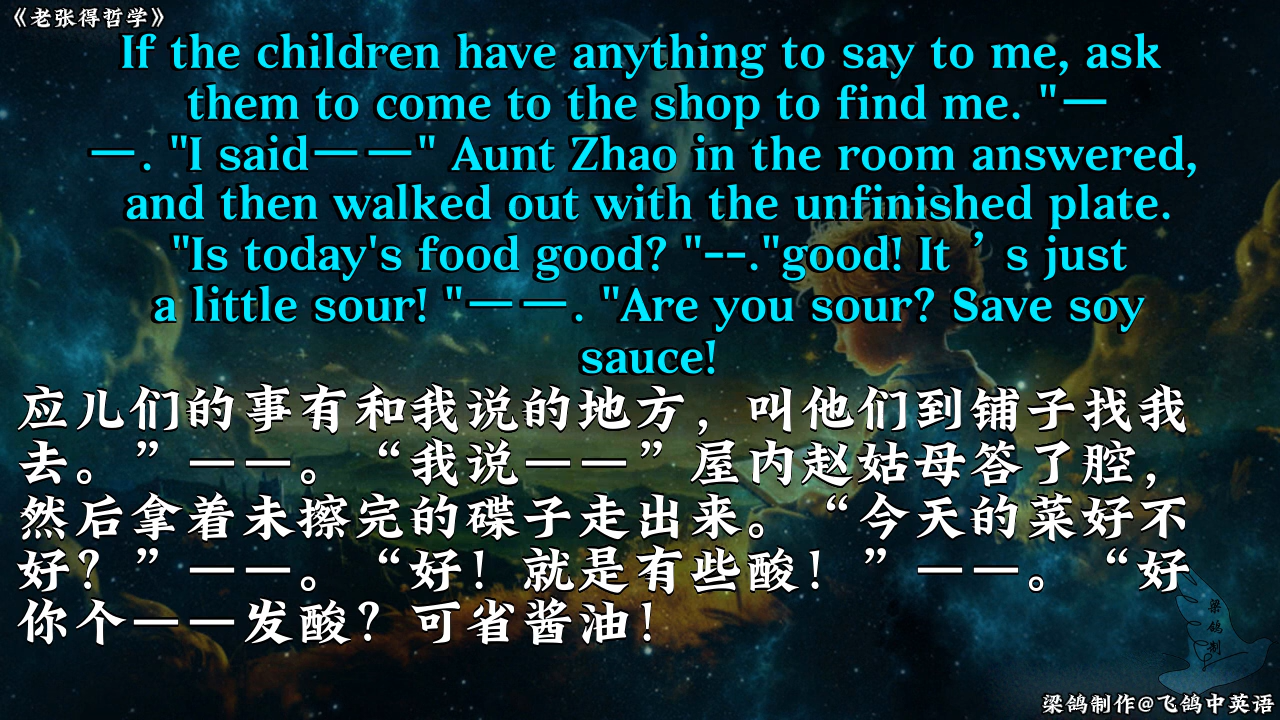 《老张得哲学》
If the children have anything to say to me, ask
them to come to the shop to find me. "—
—. "I said——" Aunt Zhao in the room answered,
and then walked out with the unfinished plate.
"Is today's food good? "--."good! It ’ s just
a little sour! "——. "Are you sour? Save soy
sauce!
应儿们的事有和我说的地方，叫他们到铺子找我
去。”——。“我说——”屋内赵姑母答了腔，
然后拿着未擦完的碟子走出来。“今天的菜好不
好？”——。“好！就是有些酸！”——。“好
你个——发酸？可省酱油！
梁
鸽
制
梁鸽制作@飞鸽中英语